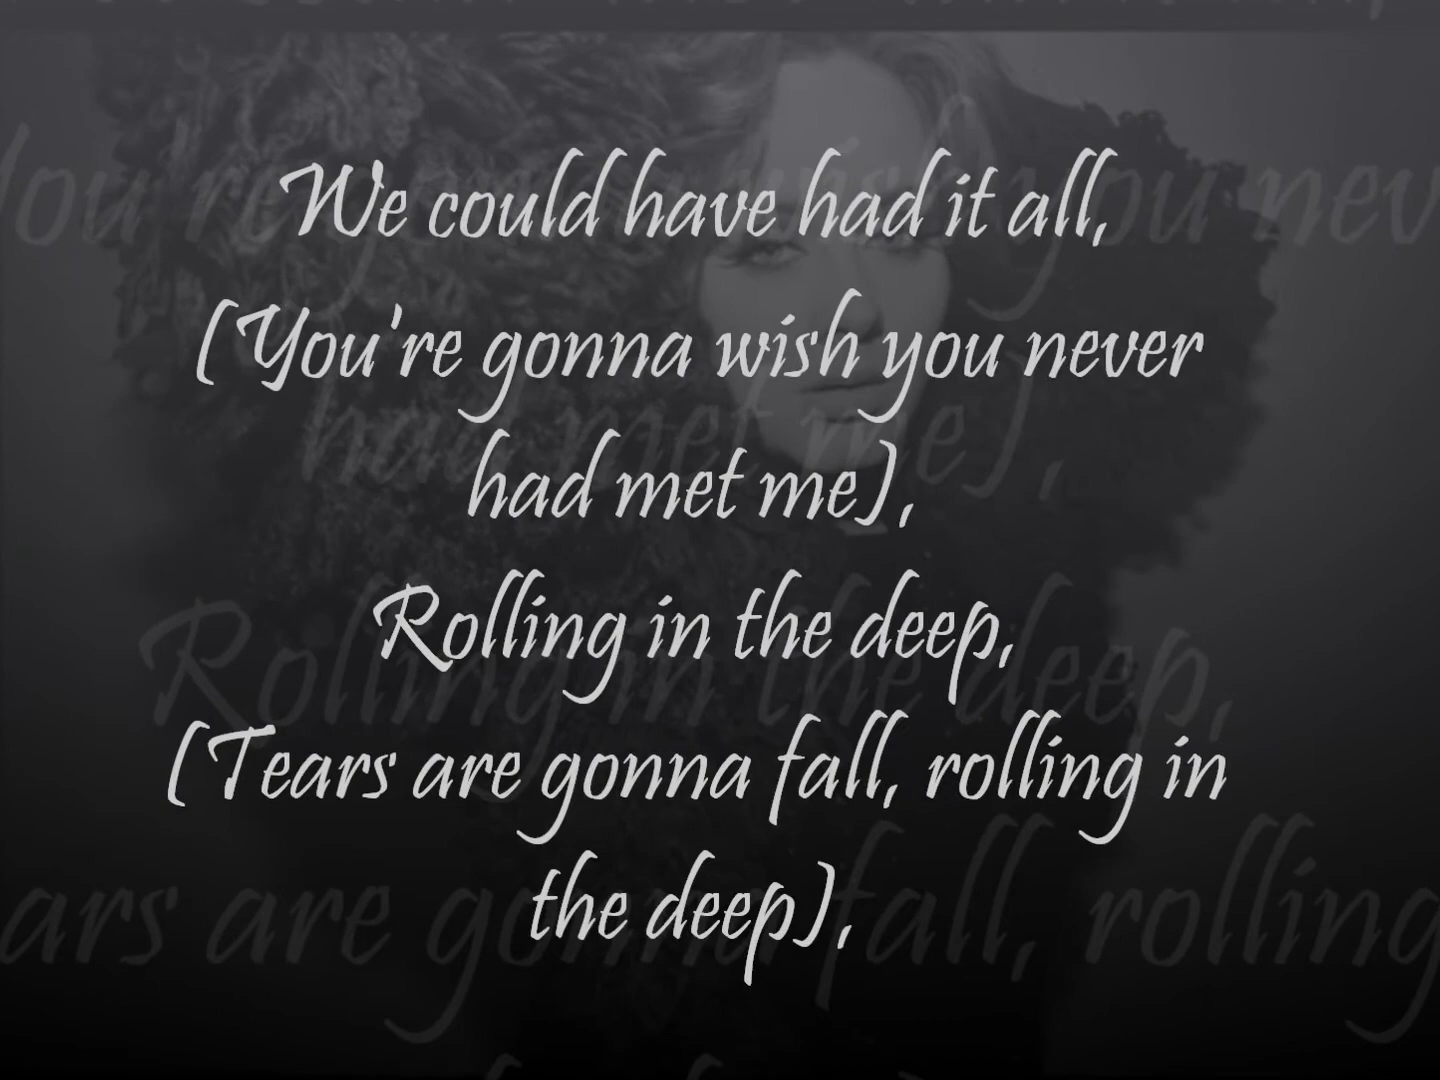 We could have had it all,
(You're gonna wish you never
had met me),
Rolling in the deep,
(Tears are gonna fall, rolling in
the deep),